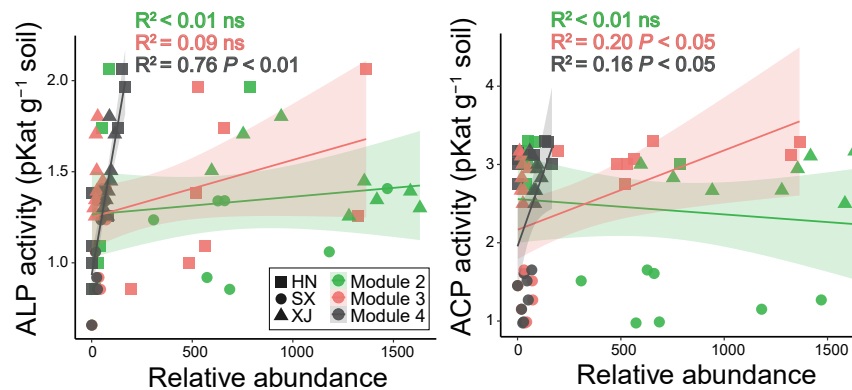 R² < 0.01 ns
R² = 0.09 ns
R² = 0.76 P < 0.01
ALP activity (pKat g⁻¹ soil)
2.0
1.5
1.0
HN
SX
XJ
Module 2
Module 3
Module 4
0
500
1000
1500
Relative abundance
R² < 0.01 ns
R² = 0.20 P < 0.05
R² = 0.16 P < 0.05
ACP activity (pKat g⁻¹ soil)
4
3
2
1
0
500
1000
1500
Relative abundance